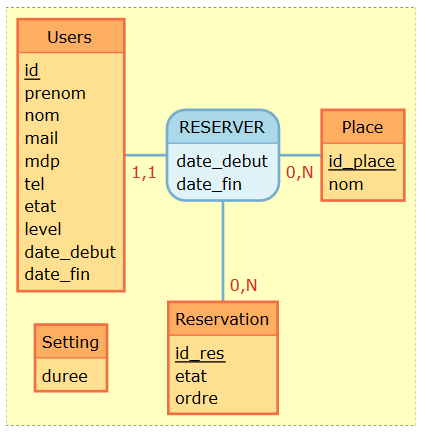 Users
id
prenom
nom
mail
mdp
tel
etat
level
date_debut
date_fin
1,1
RESERVER
date_debut
date_fin
0,N
Place
id_place
nom
0,N
Setting
duree
Reservation
id_res
etat
ordre